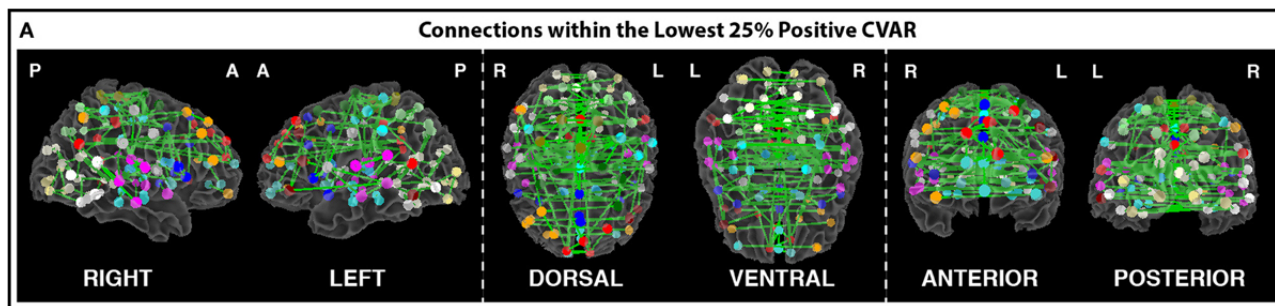 A
Connections within the Lowest 25% Positive CVAR
P A A P R L L R R L L R
RIGHT LEFT DORSAL VENTRAL ANTERIOR POSTERIOR